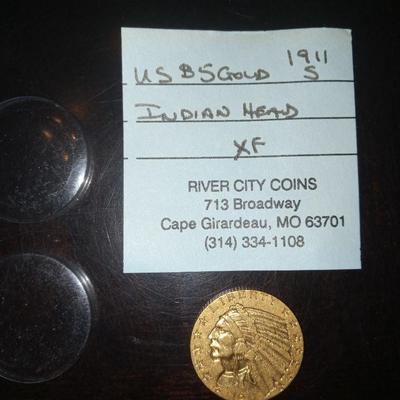 US $5 GOLD 1911 S
INDIAN HEAD
XF
RIVER CITY COINS
713 Broadway
Cape Girardeau, MO 63701
(314) 334-1108
LIBERTY